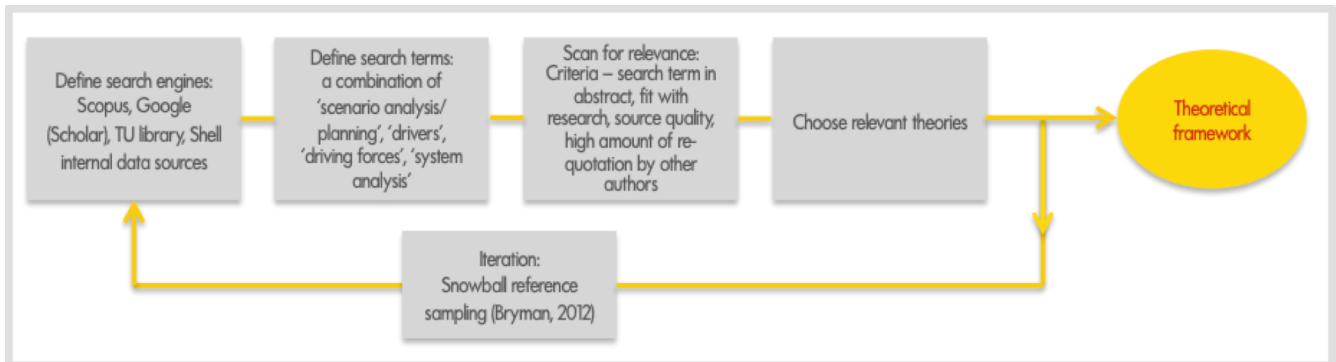 Define search engines:
Scopus, Google
(Scholar), TU library, Shell
internal data sources
Define search terms:
a combination of
‘scenario analysis/
planning’, ‘drivers’,
‘driving forces’, ‘system
analysis’
Scan for relevance:
Criteria – search term in
abstract, fit with
research, source quality,
high amount of re-
quotation by other
authors
Choose relevant theories
Theoretical
framework
Iteration:
Snowball reference
sampling (Bryman, 2012)